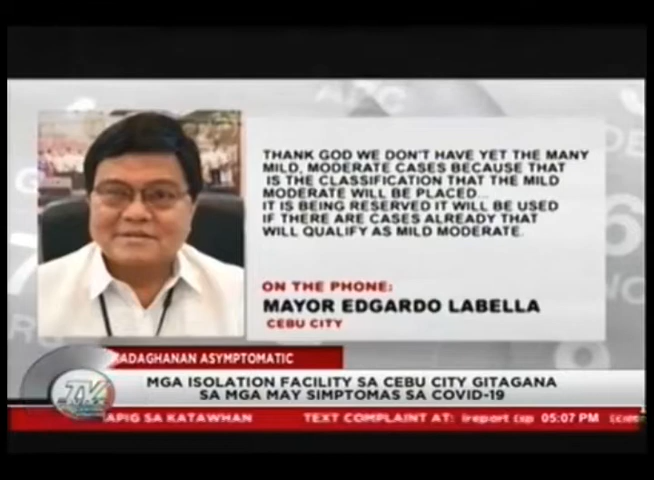 THANK GOD WE DON'T HAVE YET THE MANY
MILD, MODERATE CASES BECAUSE THAT
IS THE CLASSIFICATION THAT THE MILD
MODERATE WILL BE PLACED...
IT IS BEING RESERVED IT WILL BE USED
IF THERE ARE CASES ALREADY THAT
WILL QUALIFY AS MILD MODERATE.
ON THE PHONE:
MAYOR EDGARDO LABELLA
CEBU CITY
KADAGHANAN ASYMPTOMATIC
MGA ISOLATION FACILITY SA CEBU CITY GITAGANA
SA MGA MAY SIMPTOMAS SA COVID-19
TV
APIG SA KATAWHAN TEXT COMPLAINT AT: ireport 05:07 PM